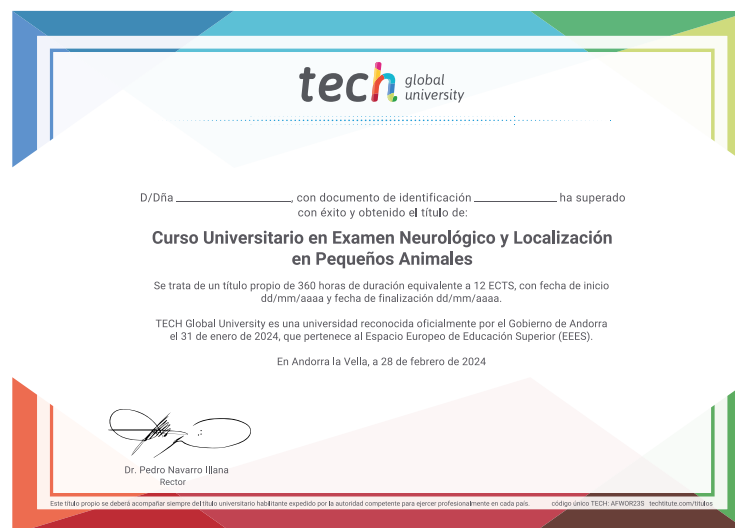 tech global university
D/Dña ____________________, con documento de identificación ______________ ha superado
con éxito y obtenido el título de:
Curso Universitario en Examen Neurológico y Localización
en Pequeños Animales
Se trata de un título propio de 360 horas de duración equivalente a 12 ECTS, con fecha de inicio
dd/mm/aaaa y fecha de finalización dd/mm/aaaa.
TECH Global University es una universidad reconocida oficialmente por el Gobierno de Andorra
el 31 de enero de 2024, que pertenece al Espacio Europeo de Educación Superior (EEES).
En Andorra la Vella, a 28 de febrero de 2024
Dr. Pedro Navarro Illana
Rector
Este título propio se deberá acompañar siempre del título universitario habilitante expedido por la autoridad competente para ejercer profesionalmente en cada país. código único TECH: AFWOR23S techtitute.com/titulos